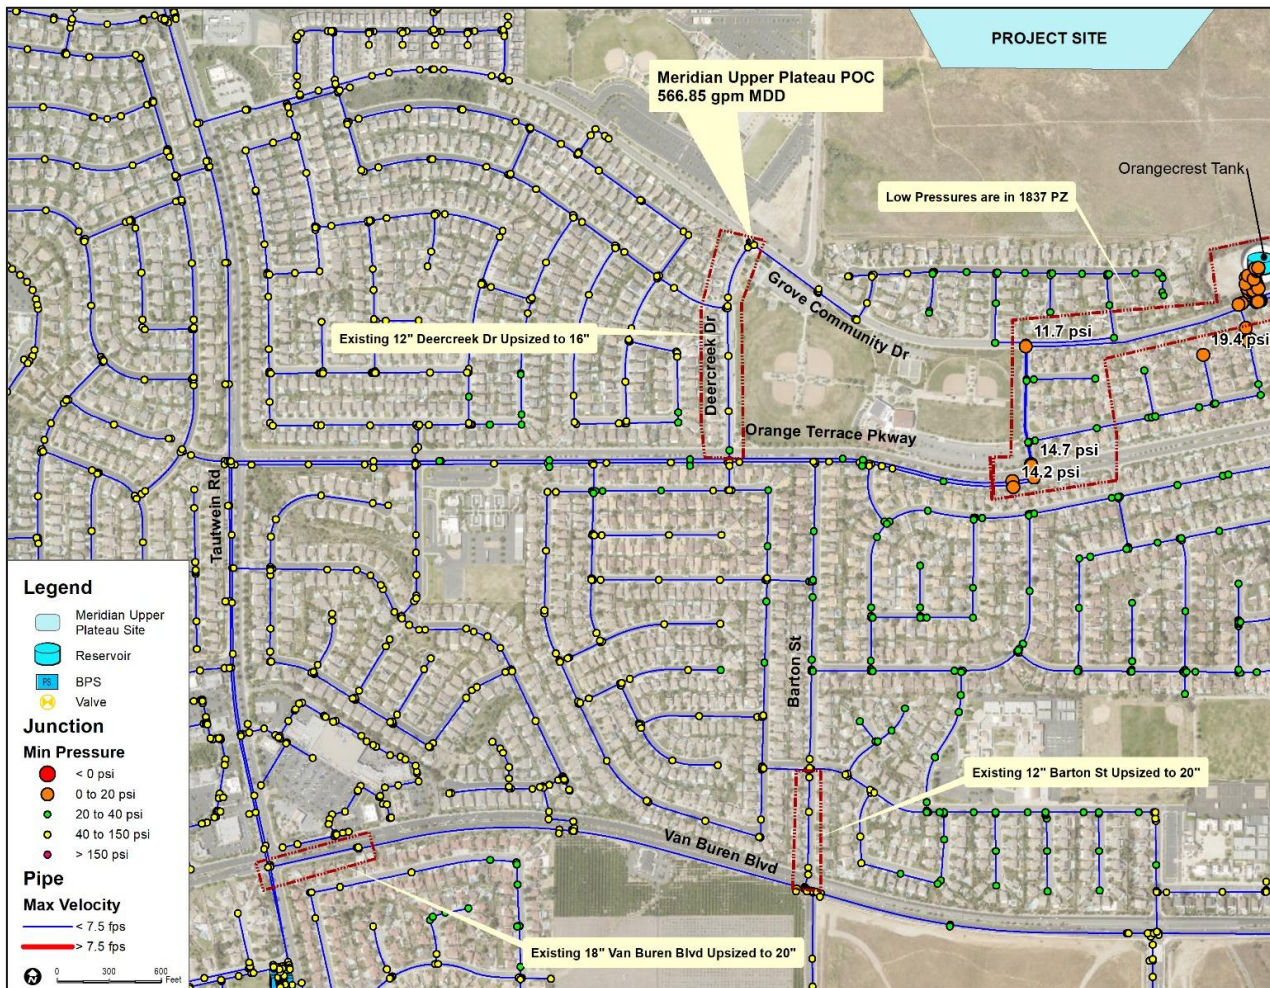 PROJECT SITE
Meridian Upper Plateau POC
566.85 gpm MDD
Orangecrest Tank
Low Pressures are in 1837 PZ
Grove Community Dr
11.7 psi
19.4 psi
Existing 12" Deercreek Dr Upsized to 16"
Deercreek Dr
Orange Terrace Pkway
14.7 psi
14.2 psi
Tautwein Rd
Barton St
Existing 12" Barton St Upsized to 20"
Van Buren Blvd
Existing 18" Van Buren Blvd Upsized to 20"
Legend
Meridian Upper
Plateau Site
Reservoir
PS BPS
Valve
Junction
Min Pressure
< 0 psi
0 to 20 psi
20 to 40 psi
40 to 150 psi
> 150 psi
Pipe
Max Velocity
< 7.5 fps
> 7.5 fps
N
0 300 600
Feet